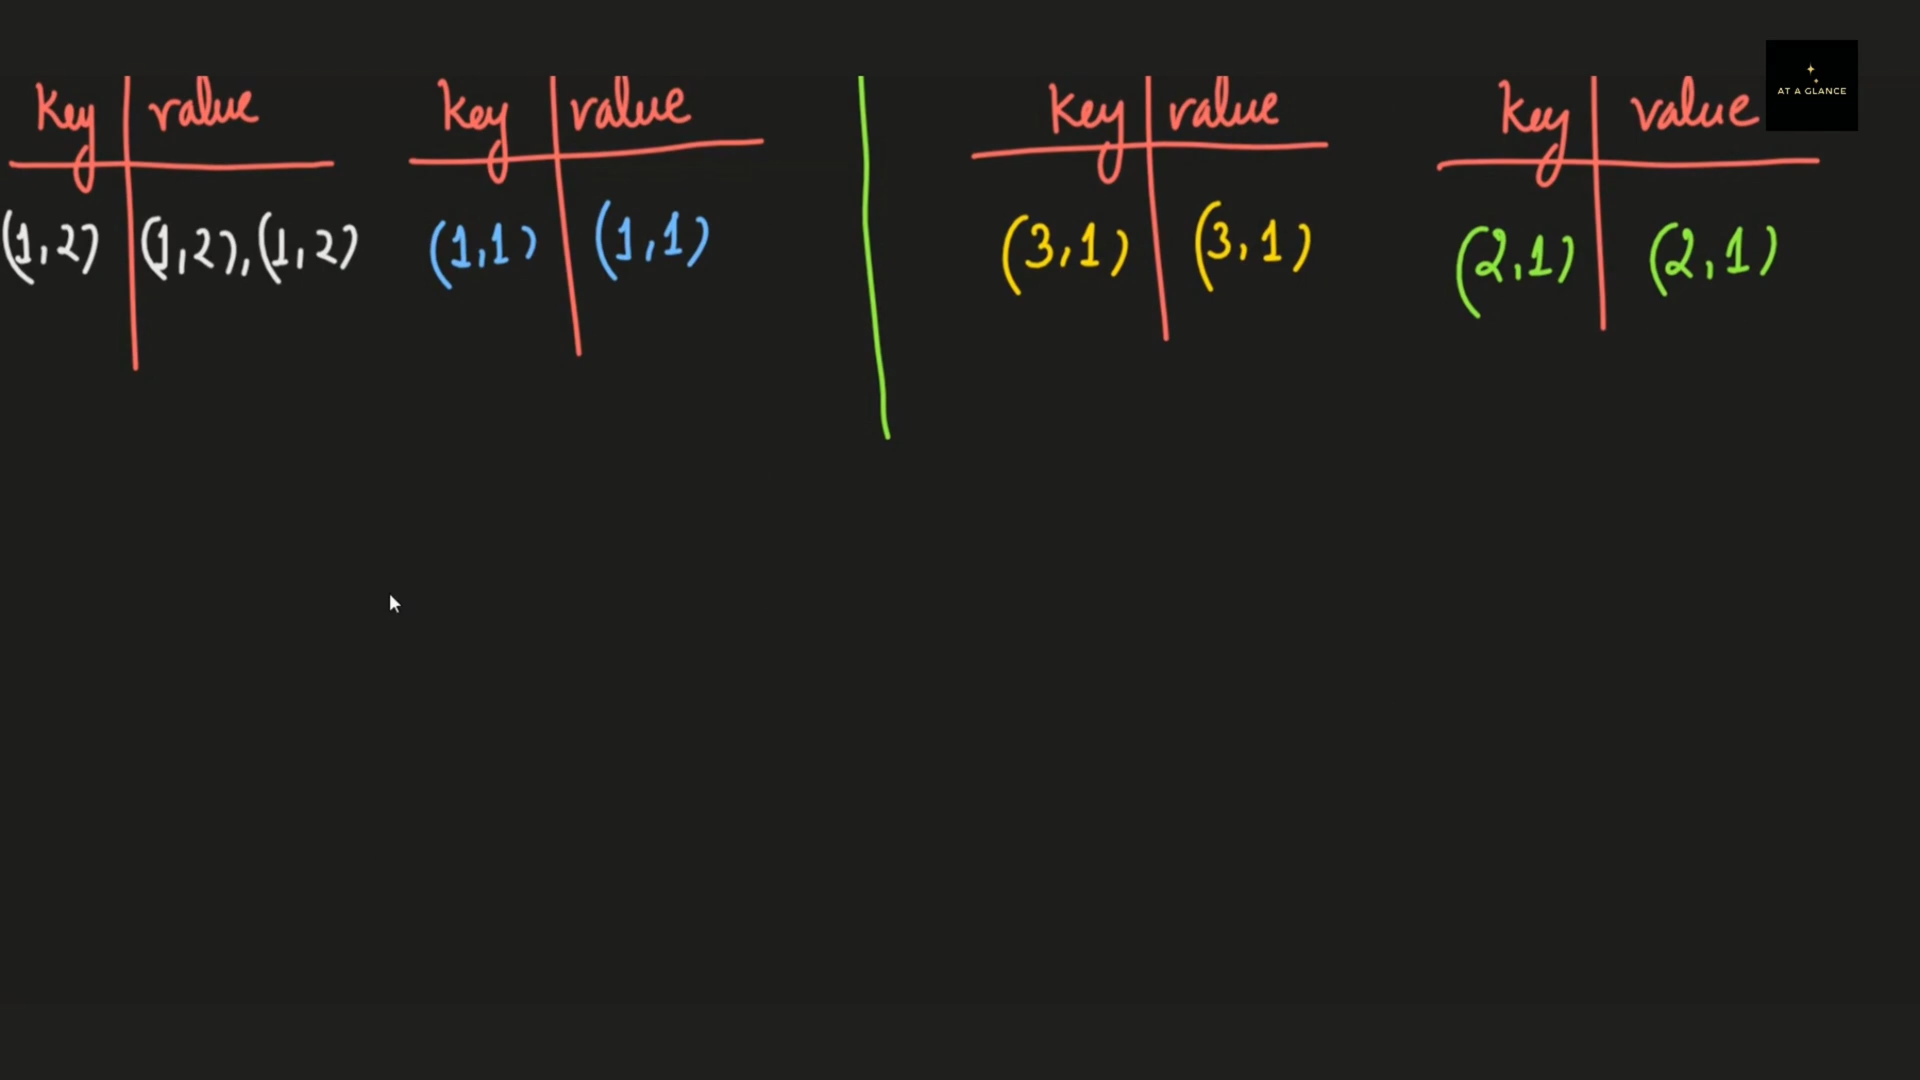 key value key value key value key value
AT A GLANCE
(1,2) (1,2),(1,2) (1,1) (1,1) (3,1) (3,1) (2,1) (2,1)